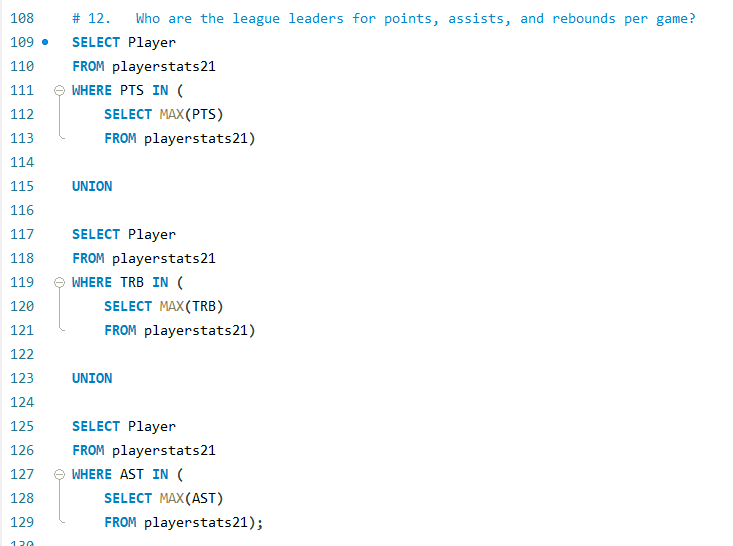 108 # 12.   Who are the league leaders for points, assists, and rebounds per game?
109 SELECT Player
110 FROM playerstats21
111 WHERE PTS IN (
112     SELECT MAX(PTS)
113     FROM playerstats21)
114
115 UNION
116
117 SELECT Player
118 FROM playerstats21
119 WHERE TRB IN (
120     SELECT MAX(TRB)
121     FROM playerstats21)
122
123 UNION
124
125 SELECT Player
126 FROM playerstats21
127 WHERE AST IN (
128     SELECT MAX(AST)
129     FROM playerstats21);
130